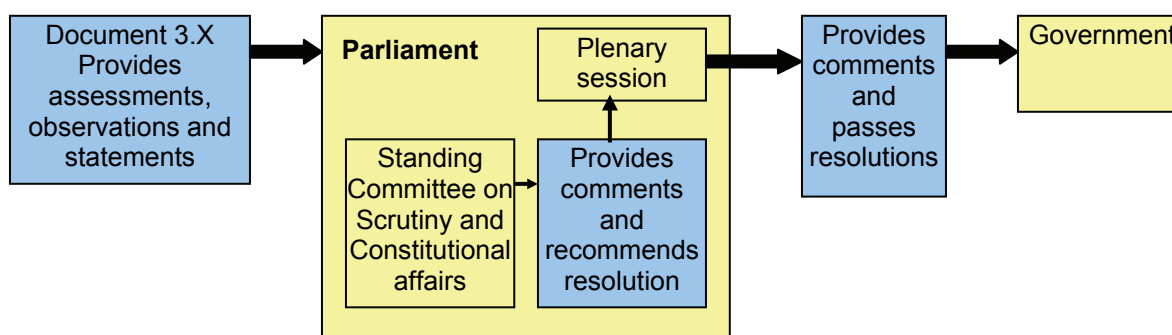 Document 3.X
Provides
assessments,
observations and
statements
Parliament
Plenary
session
Standing
Committee on
Scrutiny and
Constitutional
affairs
Provides
comments
and
recommends
resolution
Provides
comments
and
passes
resolutions
Government